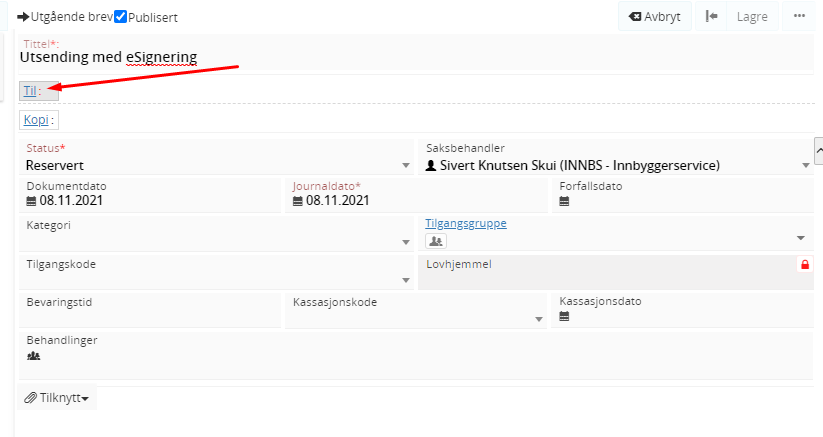 Utgående brev Publisert Avbryt Lagre
Tittel*:
Utsending med eSignering
Til:
Kopi:
Status* Saksbehandler
Reservert Sivert Knutsen Skui (INNBS - Innbyggerservice)
Dokumentdato Journaldato* Forfallsdato
08.11.2021 08.11.2021
Kategori Tilgangsgruppe
Tilgangskode Lovhjemmel
Bevaringstid Kassasjonskode Kassasjonsdato
Behandlinger
Tilknytt